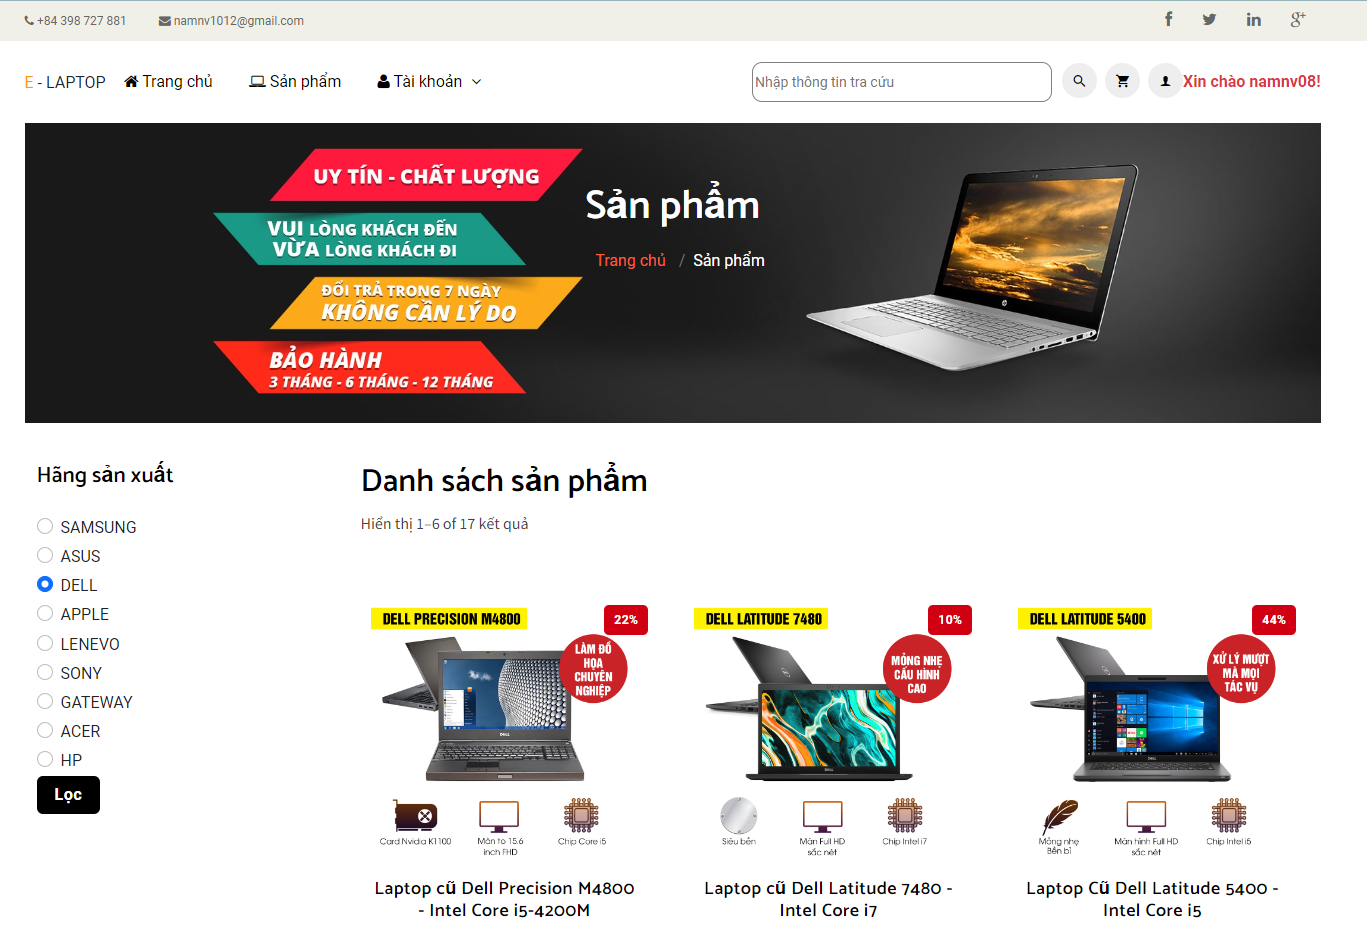 +84 398 727 881 namnv1012@gmail.com
E - LAPTOP Trang chủ Sản phẩm Tài khoản Nhập thông tin tra cứu Xin chào namnv08!
UY TÍN - CHẤT LƯỢNG
VUI LÒNG KHÁCH ĐẾN
VỪA LÒNG KHÁCH ĐI
ĐỔI TRẢ TRONG 7 NGÀY
KHÔNG CẦN LÝ DO
BẢO HÀNH
3 THÁNG - 6 THÁNG - 12 THÁNG
Sản phẩm
Trang chủ / Sản phẩm
Hãng sản xuất
SAMSUNG
ASUS
DELL
APPLE
LENEVO
SONY
GATEWAY
ACER
HP
Lọc
Danh sách sản phẩm
Hiển thị 1–6 of 17 kết quả
DELL PRECISION M4800
22%
LÀM ĐỒ
HỌA
CHUYÊN
NGHIỆP
Card Nvidia K1100
Màn to 15.6
inch FHD
Chip Core i5
Laptop cũ Dell Precision M4800
- Intel Core i5-4200M
DELL LATITUDE 7480
10%
MỎNG NHẸ
CẤU HÌNH
CAO
Siêu bền
Màn Full HD
sắc nét
Chip Intel i7
Laptop cũ Dell Latitude 7480 -
Intel Core i7
DELL LATITUDE 5400
44%
XỬ LÝ MƯỢT
MÀ MỌI
TÁC VỤ
Mỏng nhẹ
Bền bỉ
Màn hình Full HD
sắc nét
Chip Intel i5
Laptop Cũ Dell Latitude 5400 -
Intel Core i5